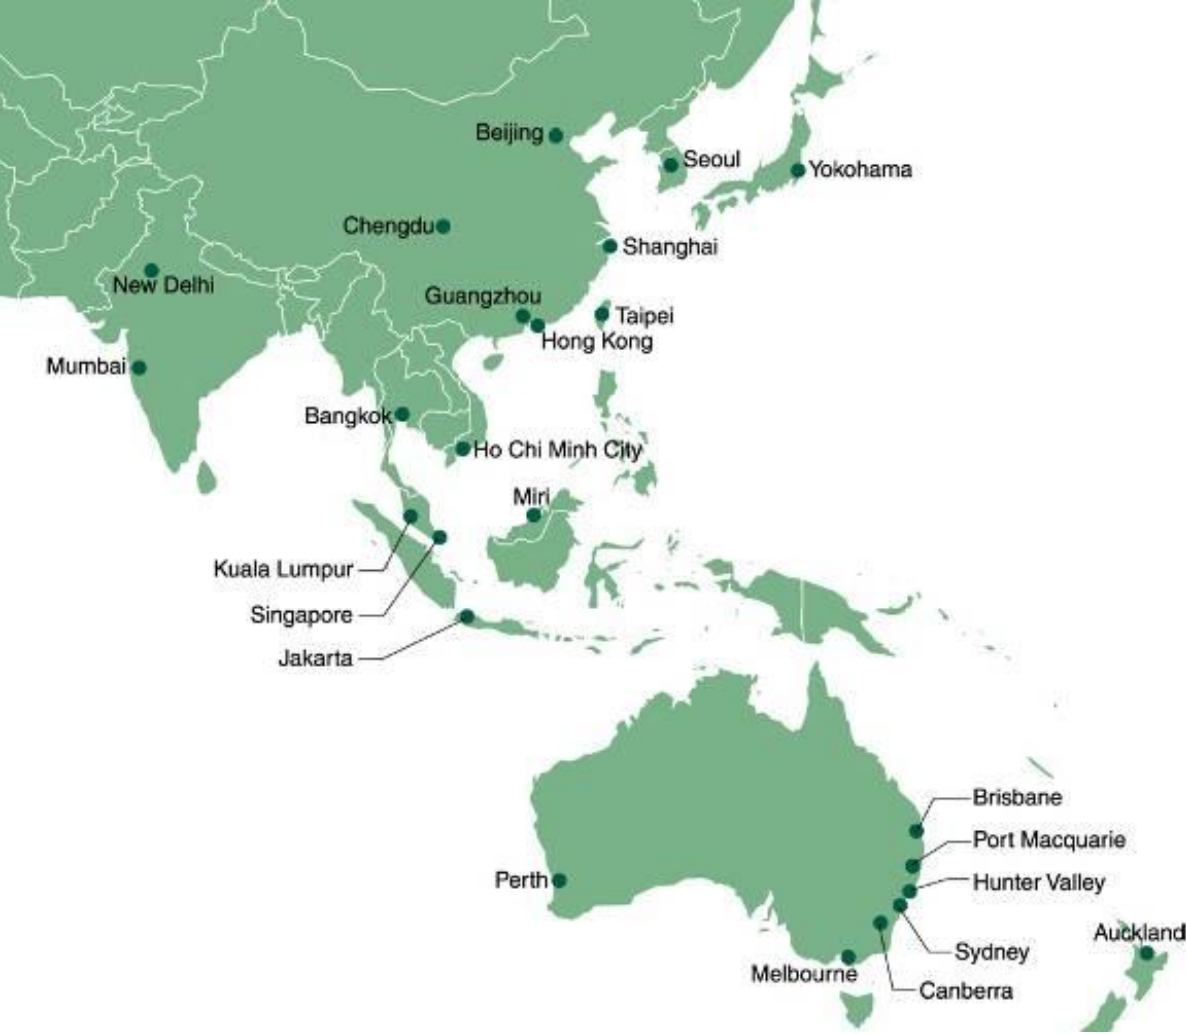 Beijing
Seoul
Yokohama
Chengdu
Shanghai
New Delhi
Guangzhou
Taipei
Hong Kong
Mumbai
Bangkok
Ho Chi Minh City
Miri
Kuala Lumpur
Singapore
Jakarta
Brisbane
Port Macquarie
Perth
Hunter Valley
Auckland
Sydney
Melbourne
Canberra